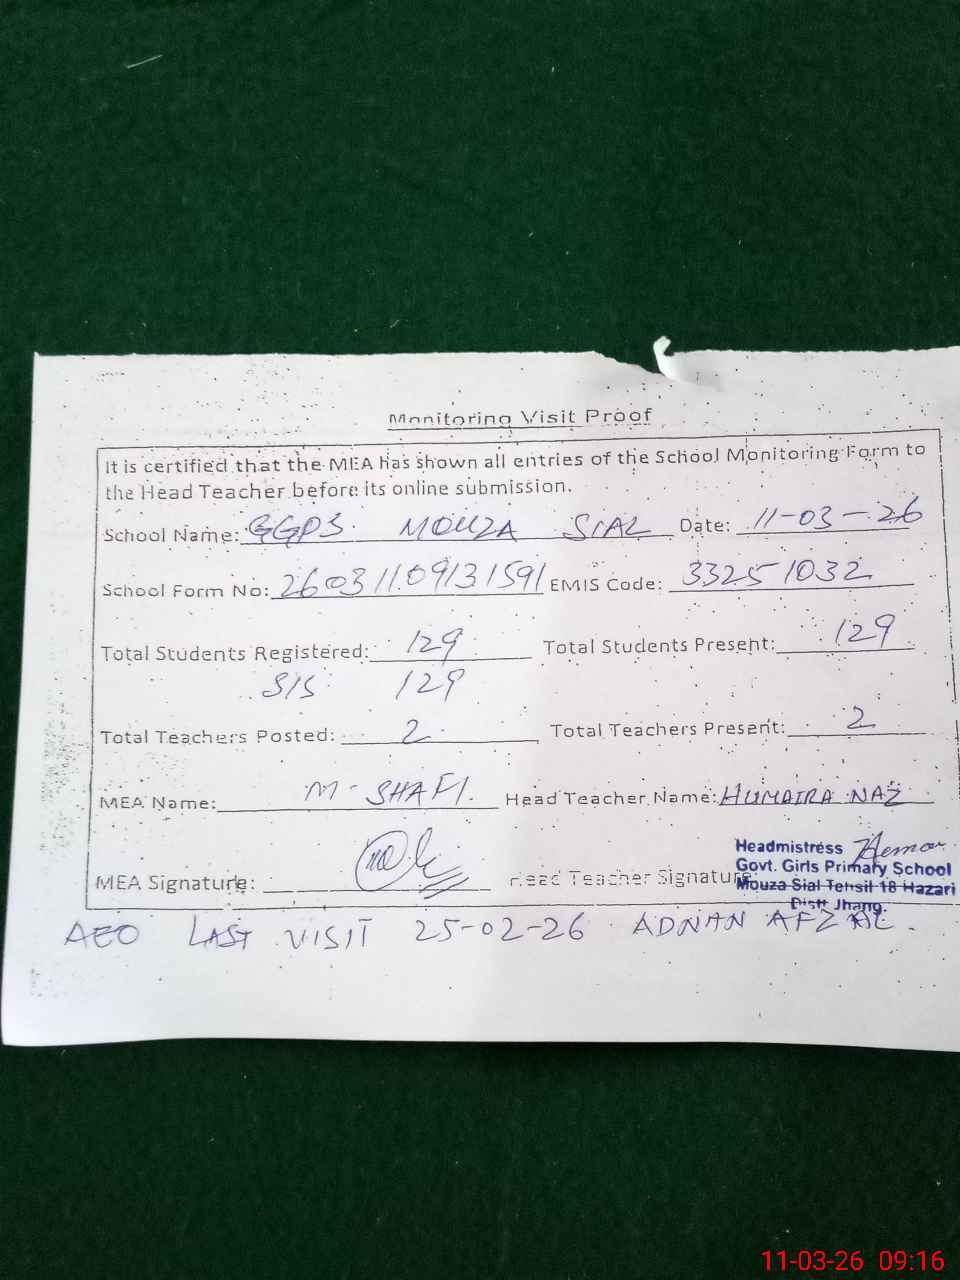 Monitoring Visit Proof
It is certified that the MEA has shown all entries of the School Monitoring Form to
the Head Teacher before its online submission.
School Name: GGPS MOUZA SIAL Date: 11-03-26
School Form No: 26031109131591 EMIS Code: 33251032
Total Students Registered: 129 Total Students Present: 129
SIS 129
Total Teachers Posted: 2 Total Teachers Present: 2
MEA Name: M-SHAFI. Head Teacher Name: HUMAIRA NAZ
MEA Signature: Head Teacher Signature:
Headmistress
Govt. Girls Primary School
Mouza Sial Tehsil 18 Hazari
Distt Jhang.
AEO LAST VISIT 25-02-26 ADNAN AFZAL.
11-03-26 09:16